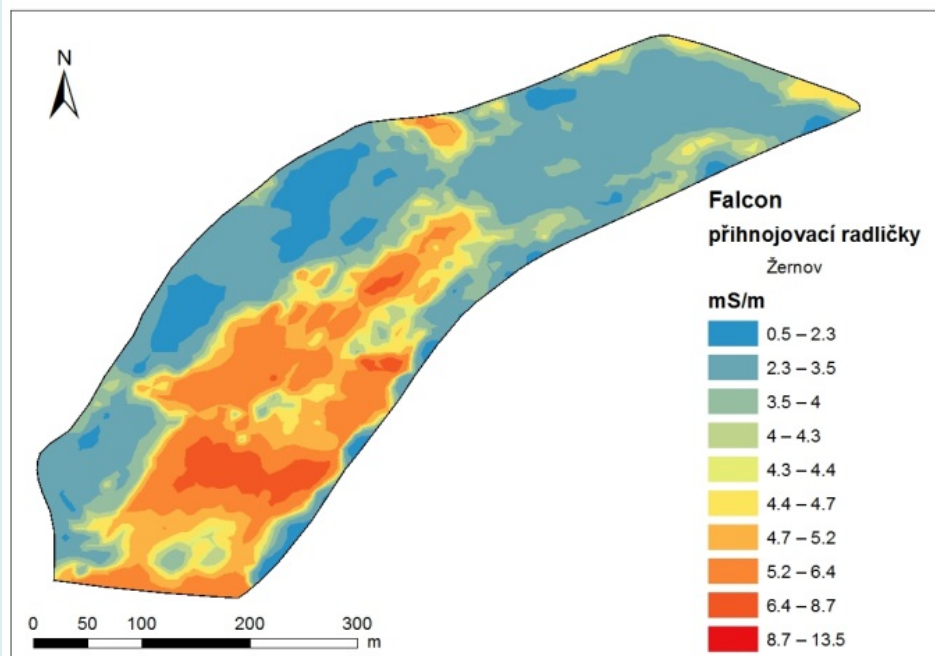 N
Falcon
přihnojovací radličky
Žernov
mS/m
0.5 – 2.3
2.3 – 3.5
3.5 – 4
4 – 4.3
4.3 – 4.4
4.4 – 4.7
4.7 – 5.2
5.2 – 6.4
6.4 – 8.7
8.7 – 13.5
0 50 100 200 300
m